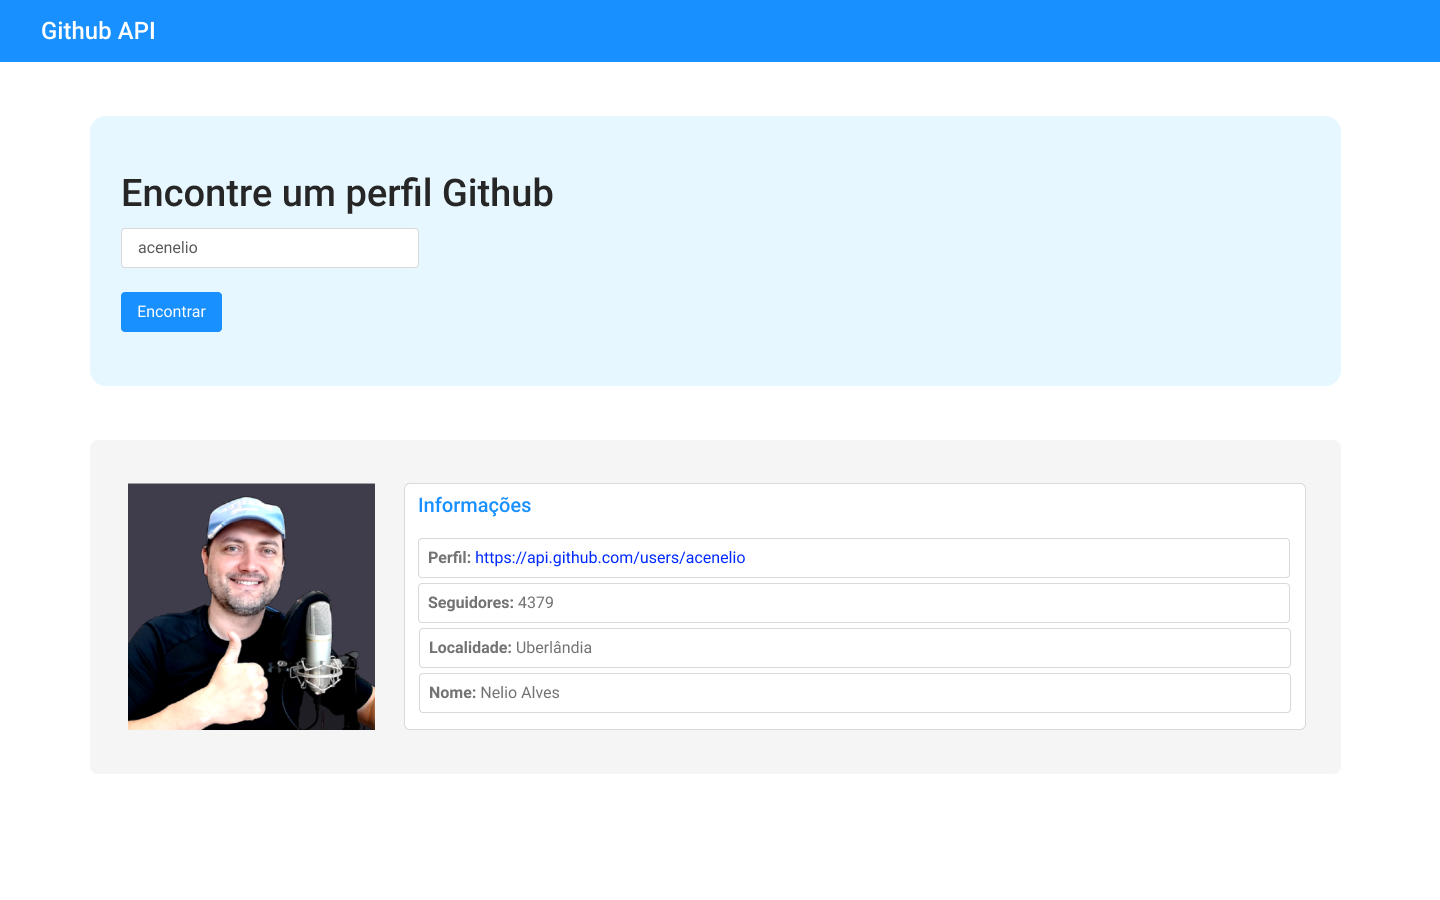 Github API
Encontre um perfil Github
acenelio
Encontrar
Informações
Perfil: https://api.github.com/users/acenelio
Seguidores: 4379
Localidade: Uberlândia
Nome: Nelio Alves